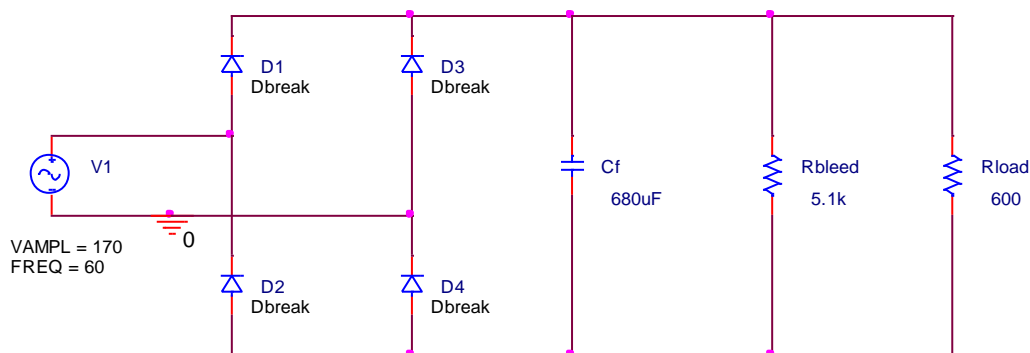 D1
Dbreak
D3
Dbreak
V1
Cf
680uF
Rbleed
5.1k
Rload
600
0
VAMPL = 170
FREQ = 60
D2
Dbreak
D4
Dbreak